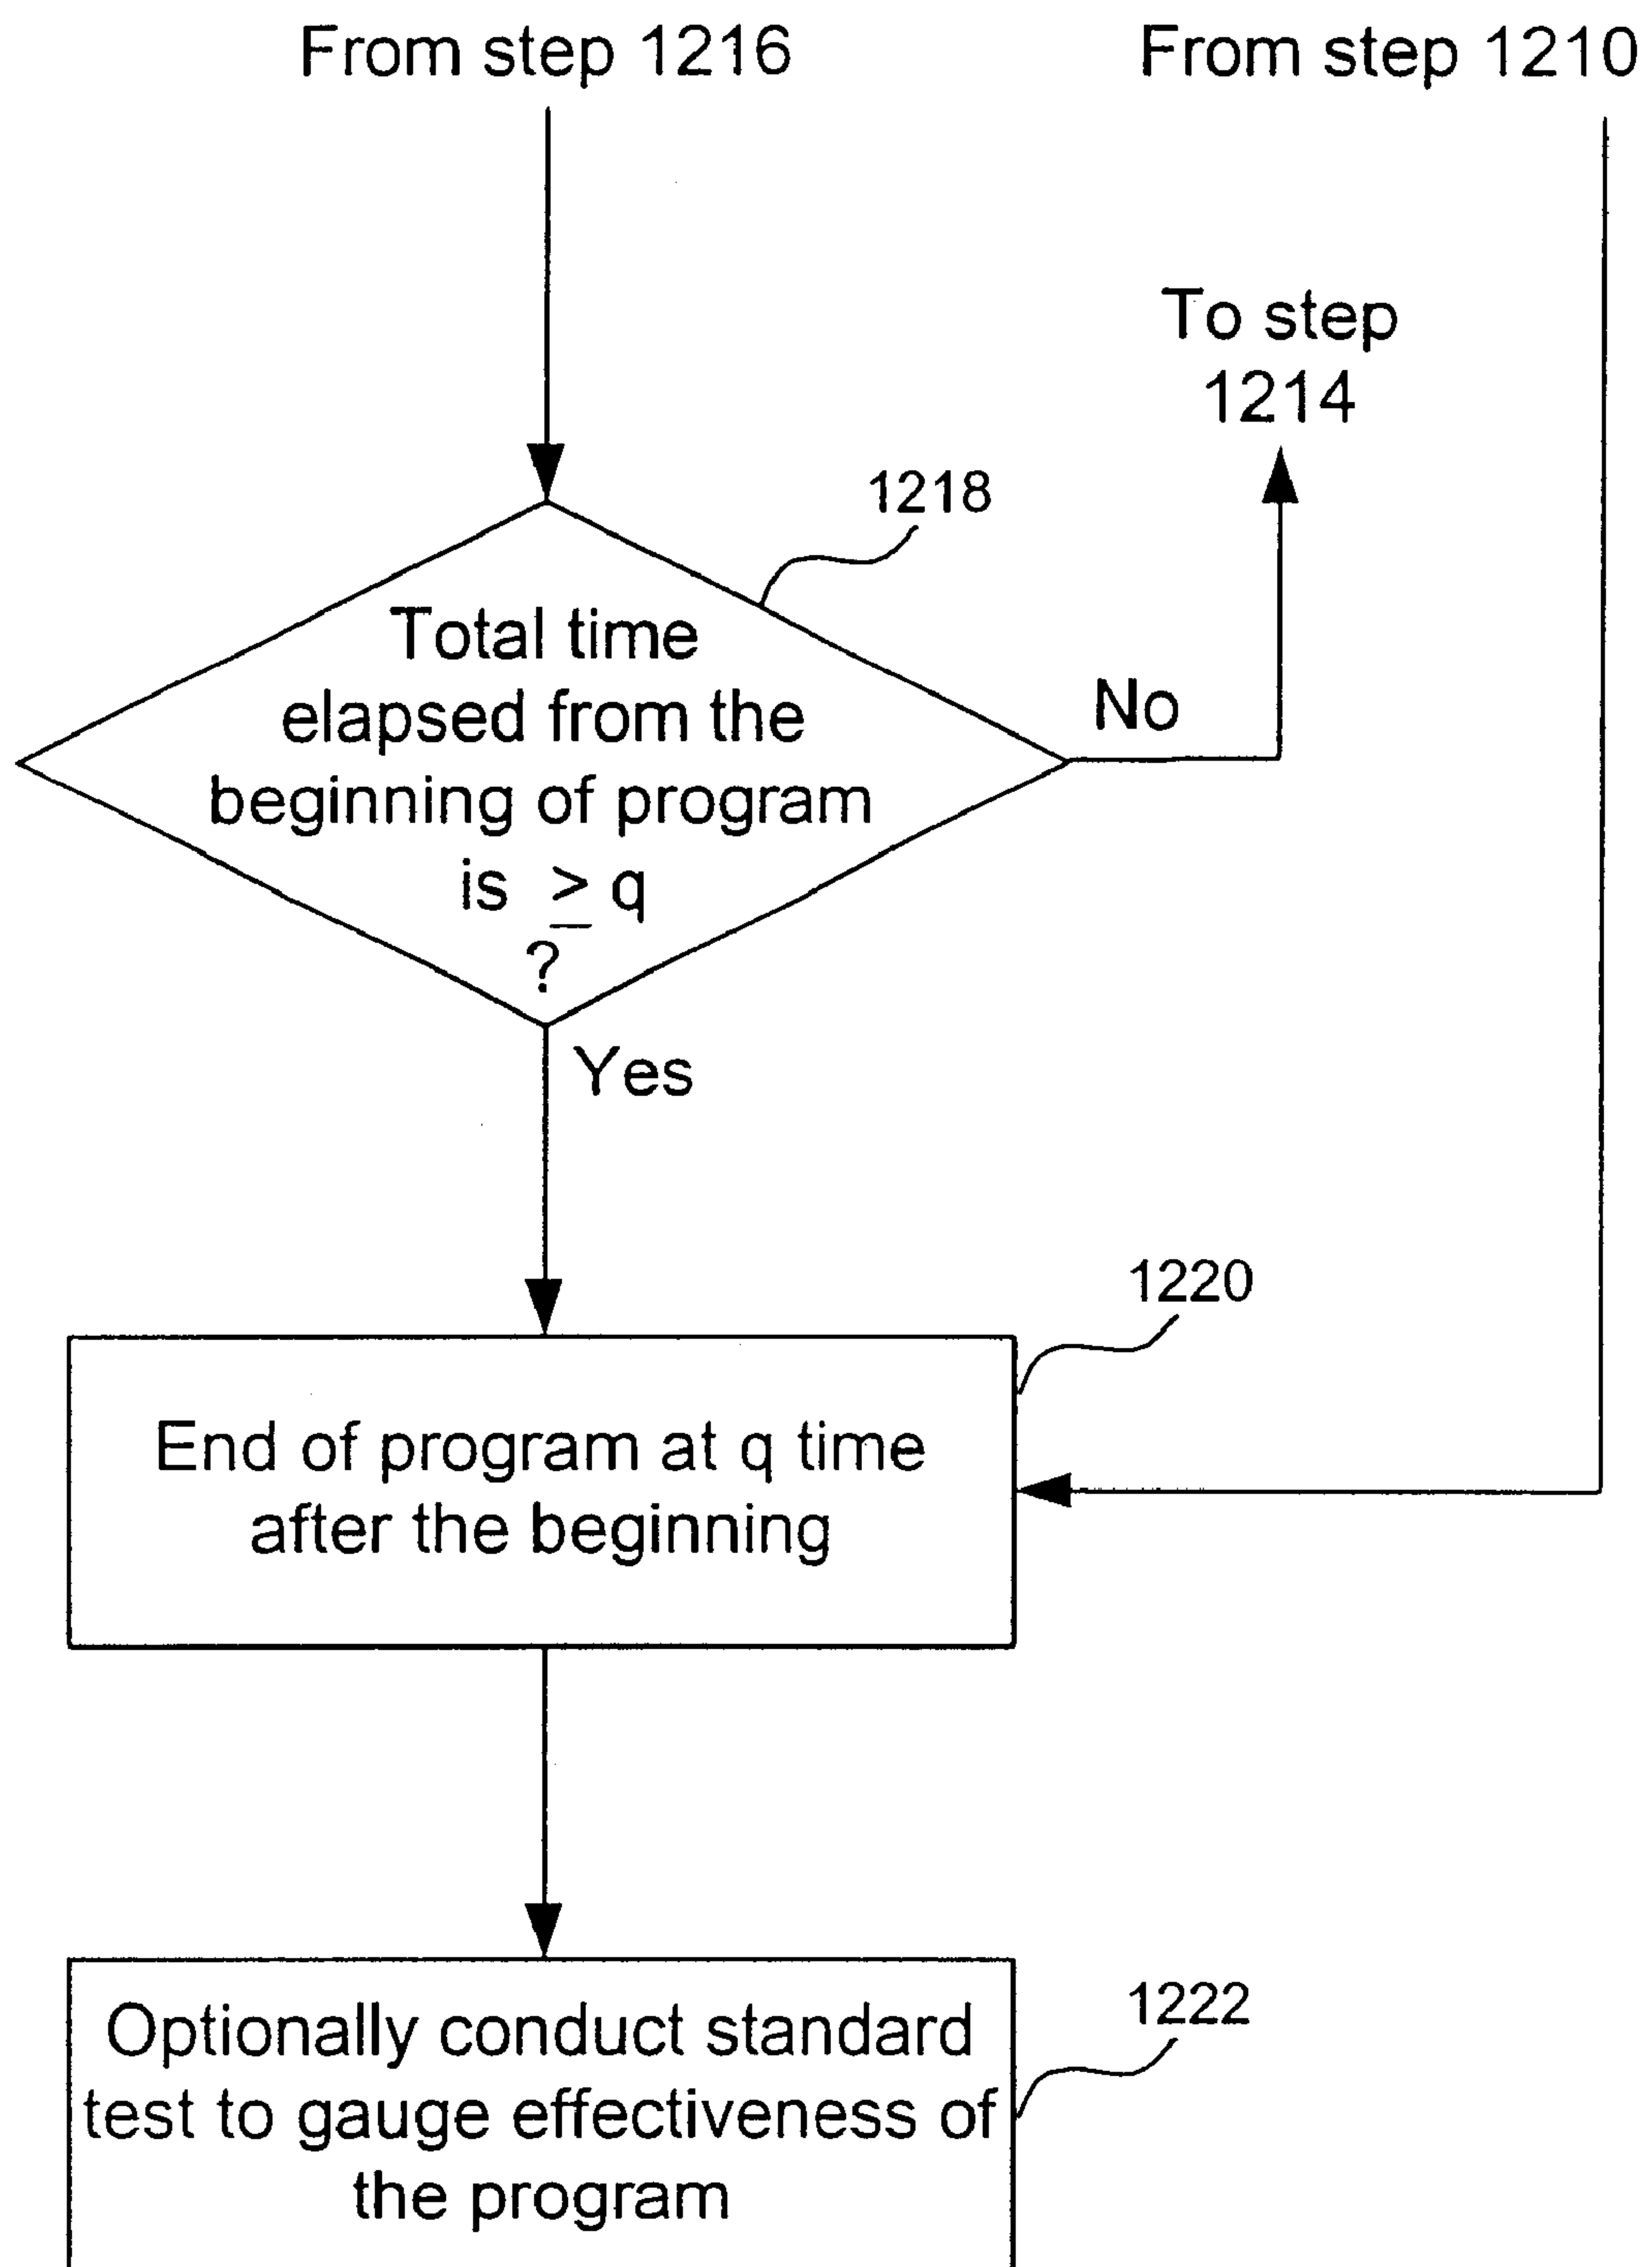 From step 1216
From step 1210
To step
1214
1218
Total time
elapsed from the
beginning of program
is ≥ q
?
No
Yes
1220
End of program at q time
after the beginning
1222
Optionally conduct standard
test to gauge effectiveness of
the program